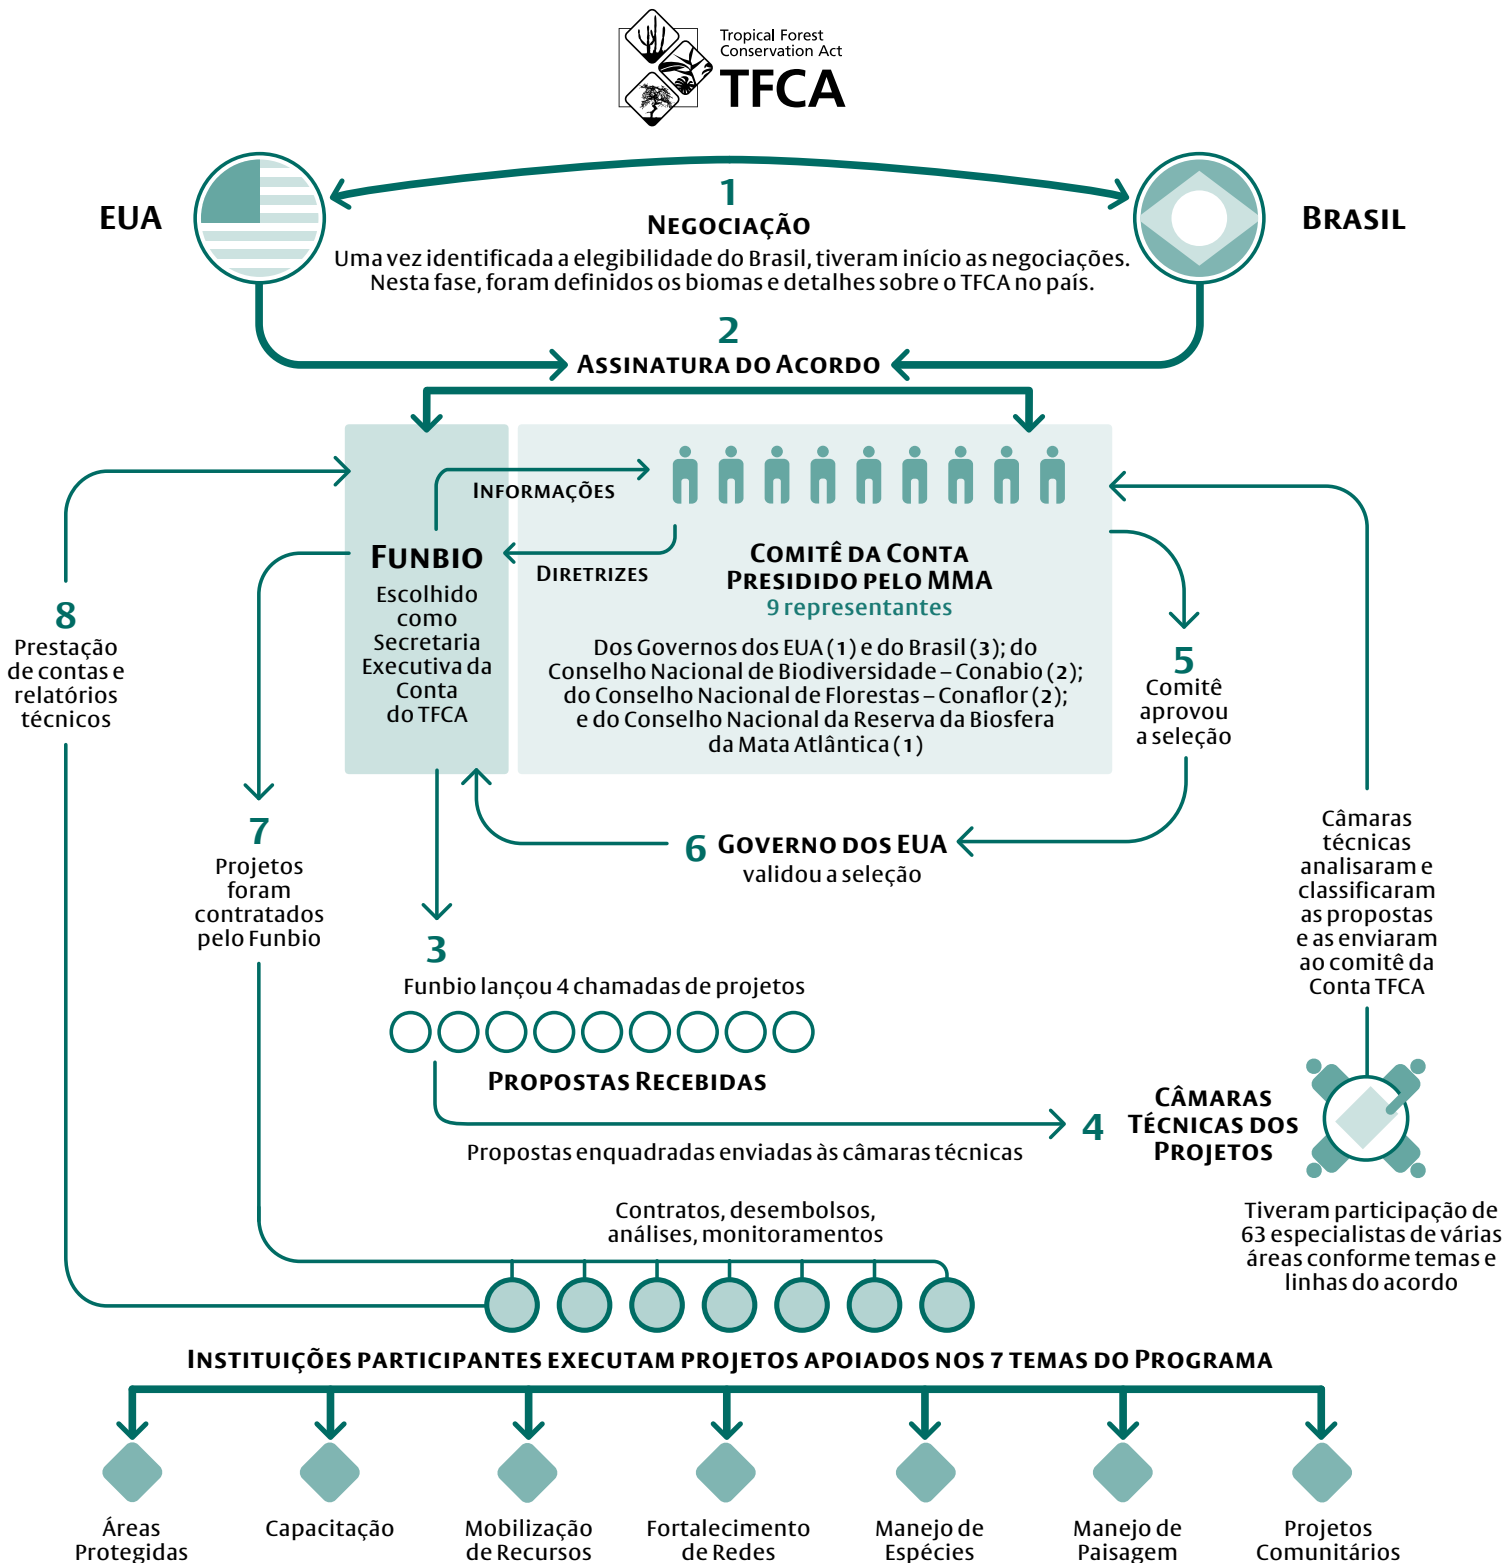 Tropical Forest
Conservation Act
TFCA
EUA
BRASIL
1
NEGOCIAÇÃO
Uma vez identificada a elegibilidade do Brasil, tiveram início as negociações.
Nesta fase, foram definidos os biomas e detalhes sobre o TFCA no país.
2
ASSINATURA DO ACORDO
INFORMAÇÕES
DIRETRIZES
FUNBIO
Escolhido
como
Secretaria
Executiva da
Conta
do TFCA
COMITÊ DA CONTA
PRESIDIDO PELO MMA
9 representantes
Dos Governos dos EUA (1) e do Brasil (3); do
Conselho Nacional de Biodiversidade – Conabio (2);
do Conselho Nacional de Florestas – Conaflor (2);
e do Conselho Nacional da Reserva da Biosfera
da Mata Atlântica (1)
3
Funbio lançou 4 chamadas de projetos
PROPOSTAS RECEBIDAS
Propostas enquadradas enviadas às câmaras técnicas
4
CÂMARAS
TÉCNICAS DOS
PROJETOS
Tiveram participação de
63 especialistas de várias
áreas conforme temas e
linhas do acordo
Câmaras
técnicas
analisaram e
classificaram
as propostas
e as enviaram
ao comitê da
Conta TFCA
5
Comitê
aprovou
a seleção
6 GOVERNO DOS EUA
validou a seleção
7
Projetos
foram
contratados
pelo Funbio
8
Prestação
de contas e
relatórios
técnicos
Contratos, desembolsos,
análises, monitoramentos
INSTITUIÇÕES PARTICIPANTES EXECUTAM PROJETOS APOIADOS NOS 7 TEMAS DO PROGRAMA
Áreas
Protegidas
Capacitação
Mobilização
de Recursos
Fortalecimento
de Redes
Manejo de
Espécies
Manejo de
Paisagem
Projetos
Comunitários